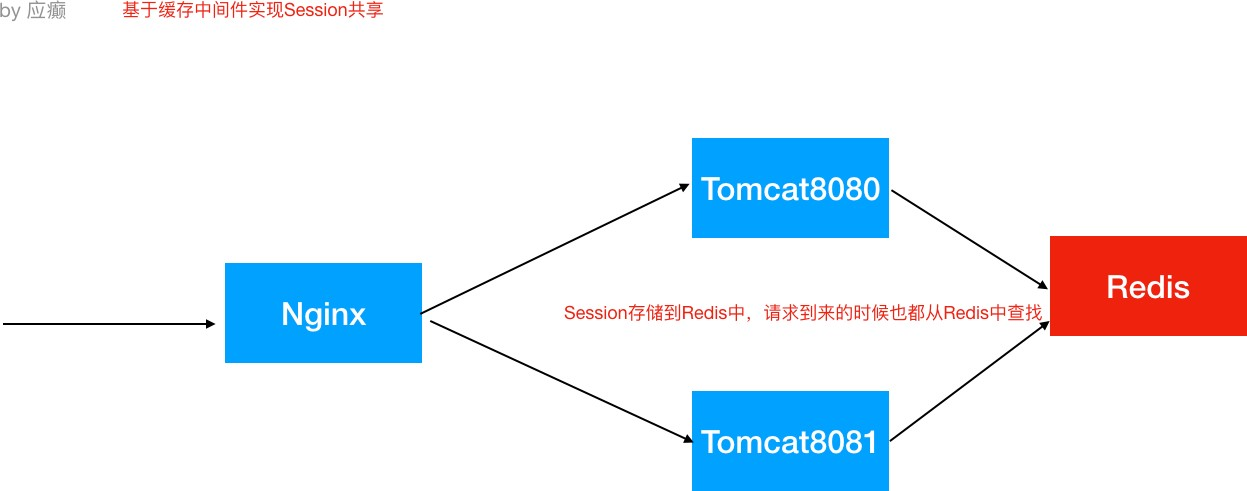 by 应癫 基于缓存中间件实现Session共享
Tomcat8080
Redis
Nginx
Session存储到Redis中，请求到来的时候也都从Redis中查找
Tomcat8081